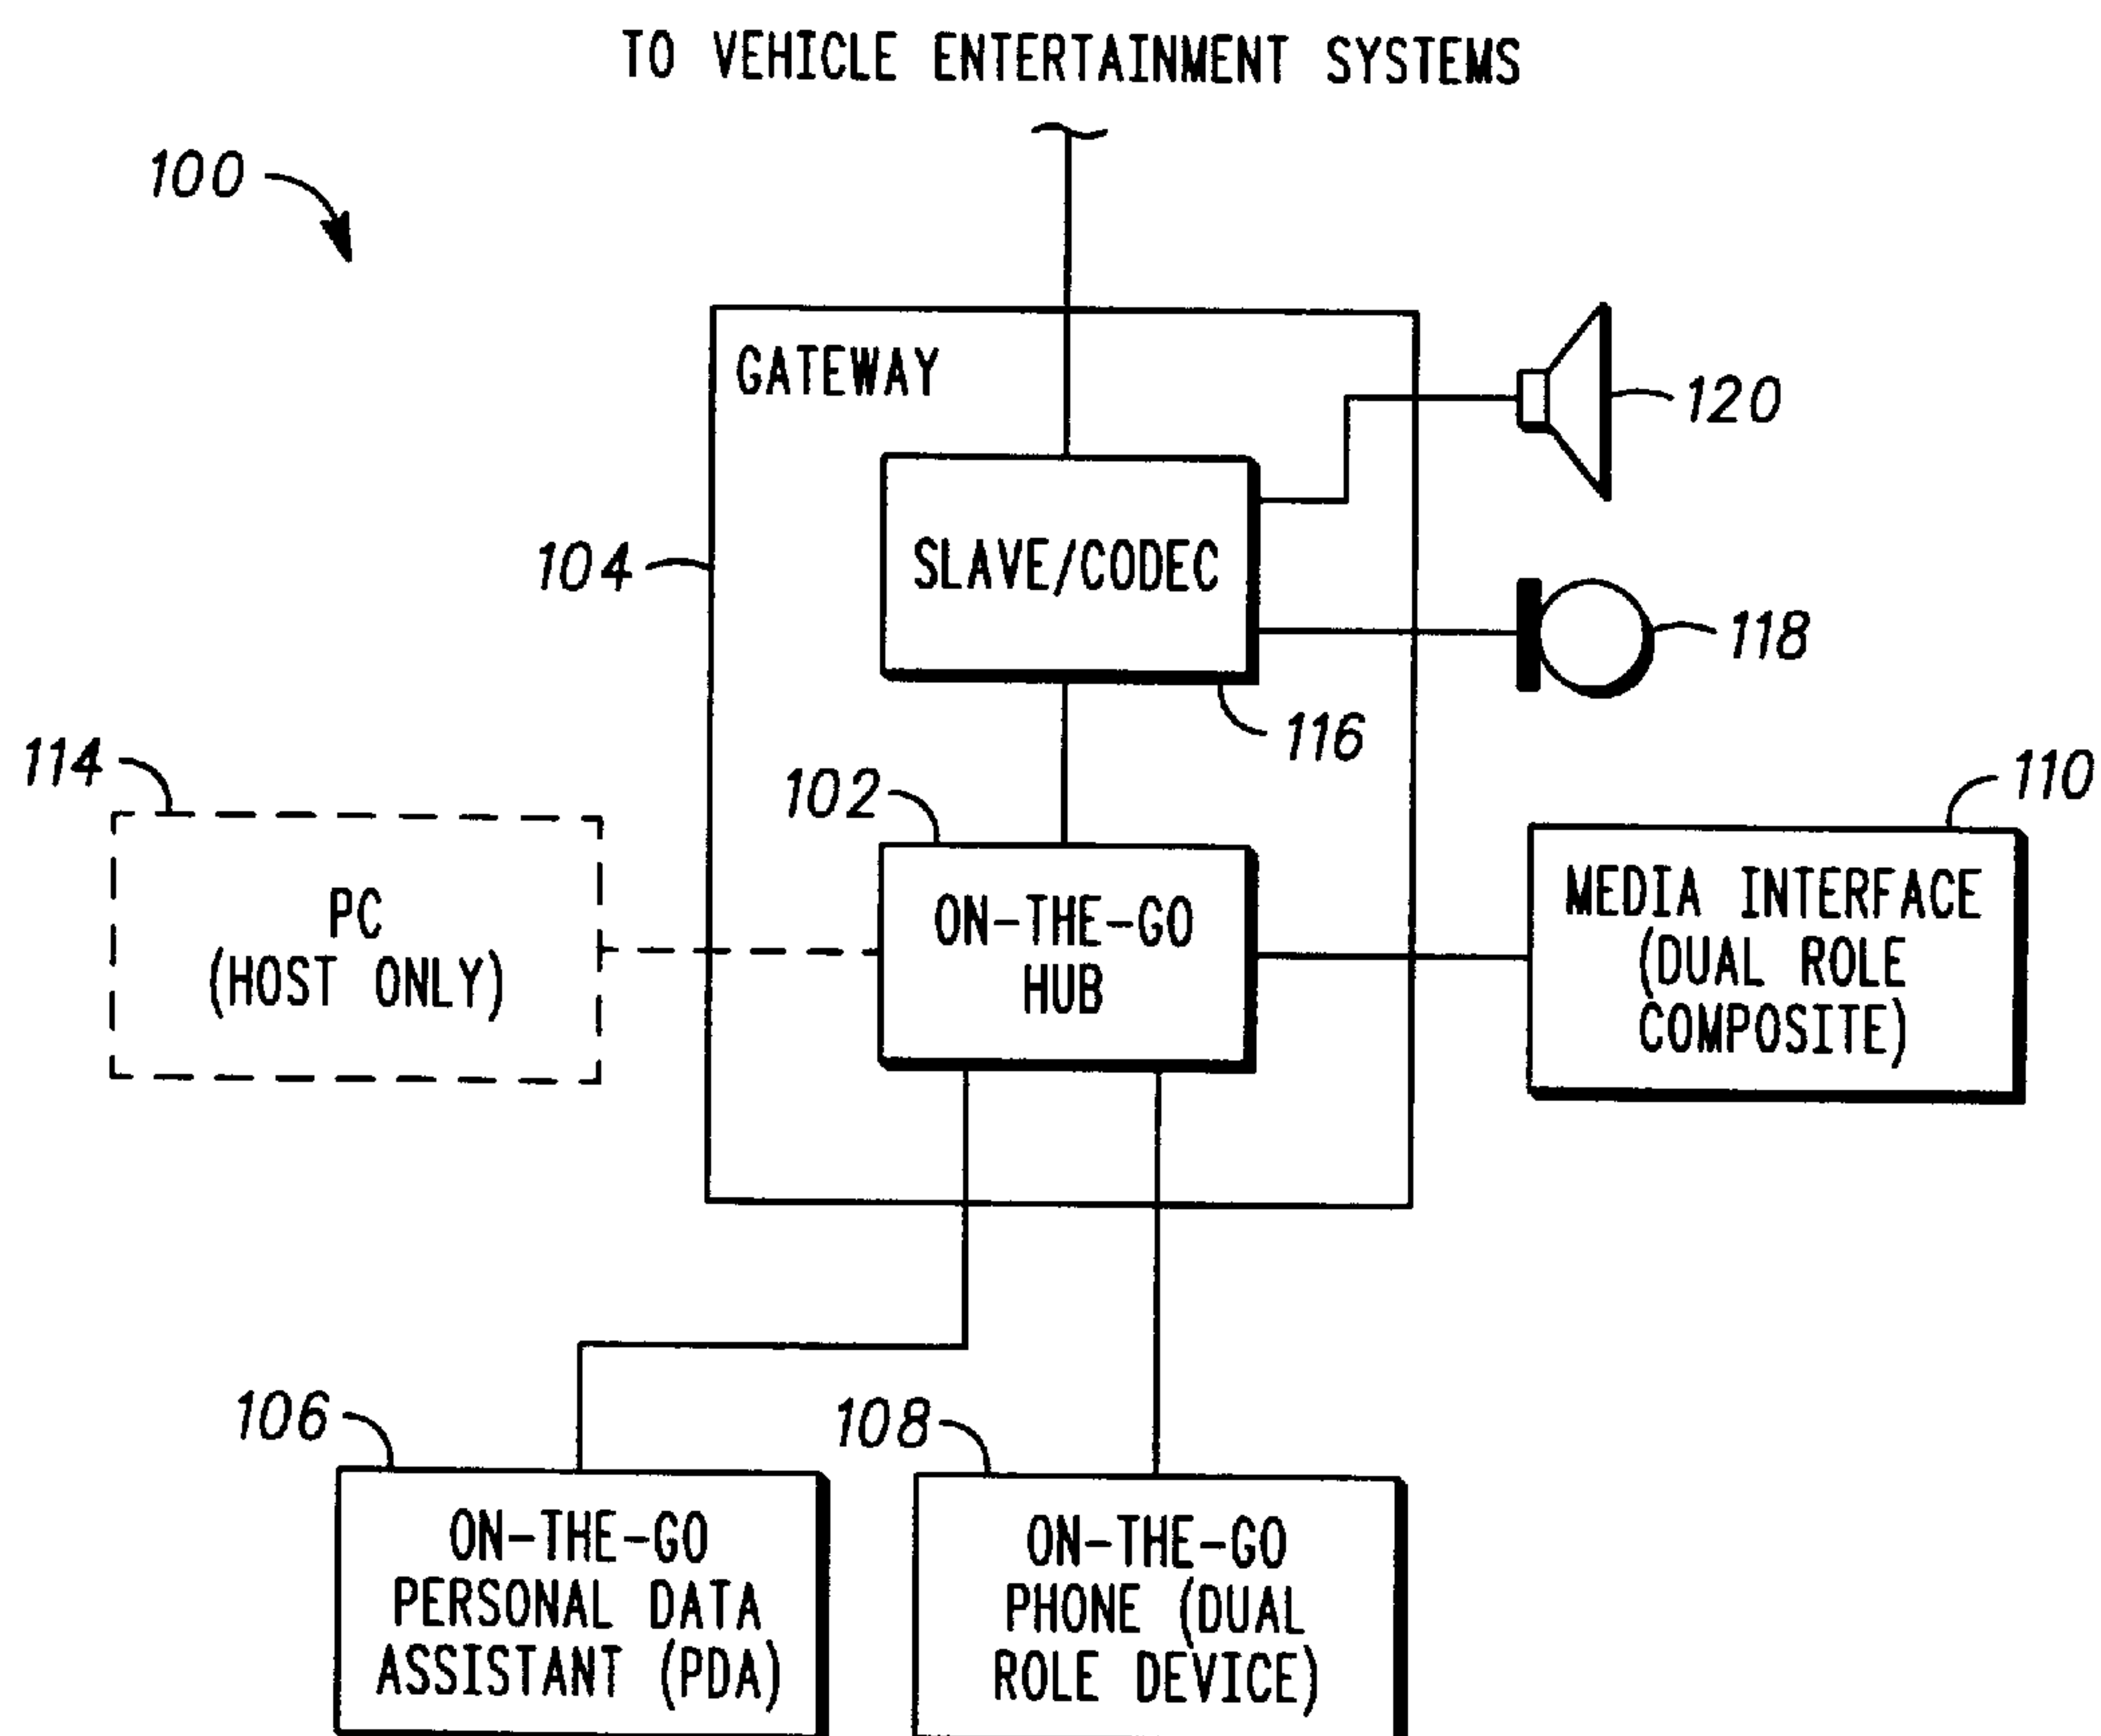 TO VEHICLE ENTERTAINMENT SYSTEMS
100
GATEWAY
120
SLAVE/CODEC
104
118
116
114
102
110
PC
(HOST ONLY)
ON-THE-GO
HUB
MEDIA INTERFACE
(DUAL ROLE
COMPOSITE)
106
108
ON-THE-GO
PERSONAL DATA
ASSISTANT (PDA)
ON-THE-GO
PHONE (DUAL
ROLE DEVICE)